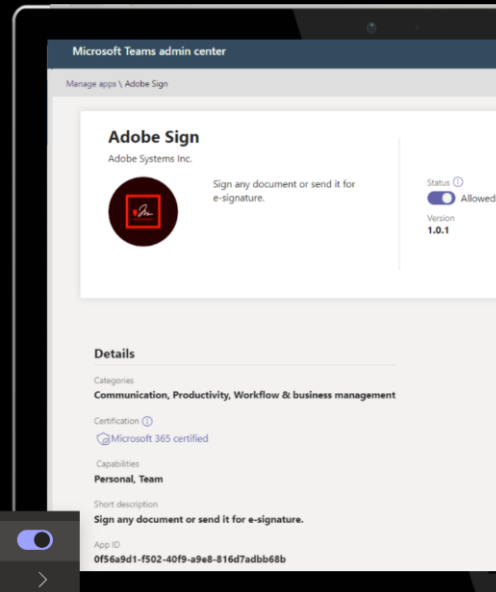 Microsoft Teams admin center
Manage apps \ Adobe Sign
Adobe Sign
Adobe Systems Inc.
Sign any document or send it for
e-signature.
Status
Allowed
Version
1.0.1
Details
Categories
Communication, Productivity, Workflow & business management
Certification
Microsoft 365 certified
Capabilities
Personal, Team
Short description
Sign any document or send it for e-signature.
App ID
0f56a9d1-f502-40f9-a9e8-816d7adbb68b